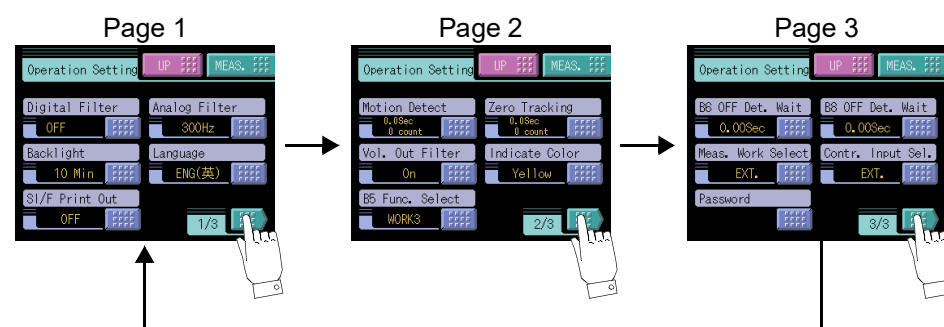 Page 1
Page 2
Page 3
Operation Setting UP MEAS.
Digital Filter Analog Filter
OFF 300Hz
Backlight Language
10 Min ENG(英)
SI/F Print Out
OFF
1/3
Operation Setting UP MEAS.
Motion Detect Zero Tracking
0.0Sec 0.0Sec
0 count 0 count
Vol. Out Filter Indicate Color
On Yellow
B5 Func. Select
WORK3
2/3
Operation Setting UP MEAS.
B6 OFF Det. Wait B8 OFF Det. Wait
0.00Sec 0.00Sec
Meas. Work Select Contr. Input Sel.
EXT. EXT.
Password
3/3